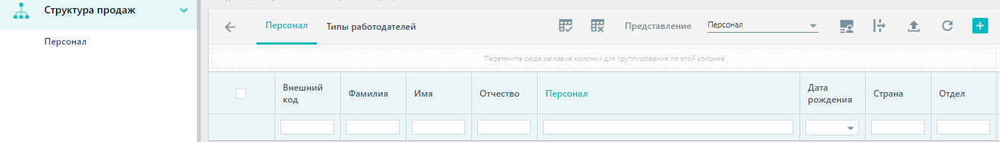 Структура продаж
Персонал
Персонал
Типы работодателей
Представление
Персонал
Перетяните сюда заглавие колонки для группирования по этой колонке
Внешний
код
Фамилия
Имя
Отчество
Персонал
Дата
рождения
Страна
Отдел